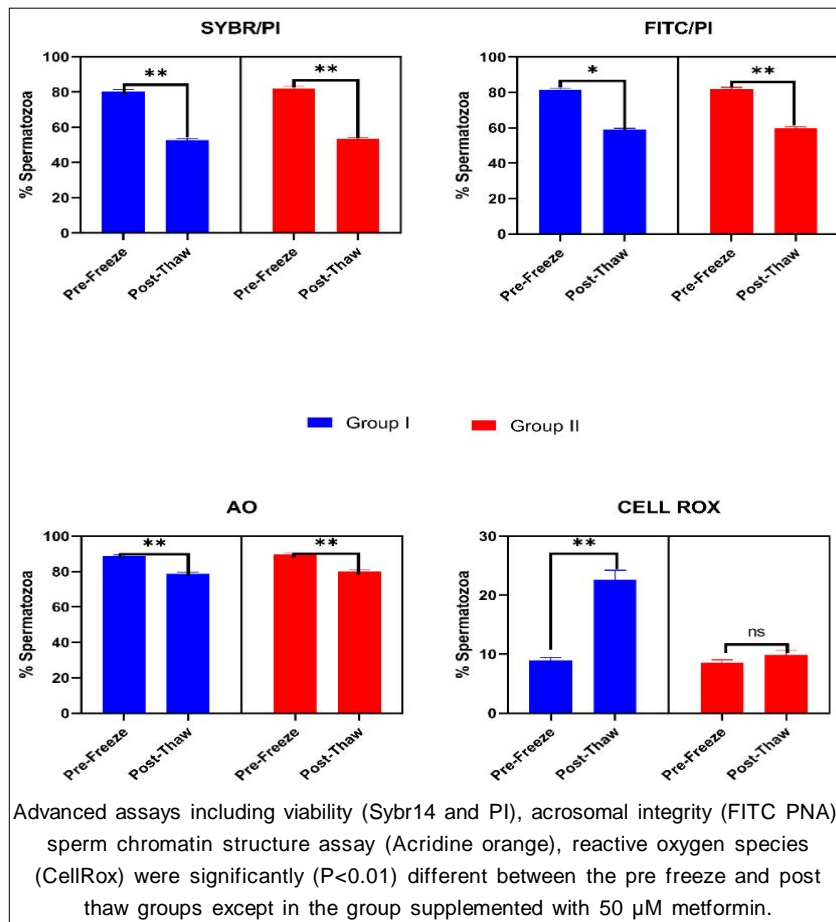 SYBR/PI
% Spermatozoa
100
80
60
40
20
0
**
**
Pre-Freeze
Post-Thaw
Pre-Freeze
Post-Thaw
FITC/PI
% Spermatozoa
100
80
60
40
20
0
*
**
Pre-Freeze
Post-Thaw
Pre-Freeze
Post-Thaw
Group I
Group II
AO
% Spermatozoa
100
80
60
40
20
0
**
**
Pre-Freeze
Post-Thaw
Pre-Freeze
Post-Thaw
CELL ROX
% Spermatozoa
30
20
10
0
**
ns
Pre-Freeze
Post-Thaw
Pre-Freeze
Post-Thaw
Advanced assays including viability (Sybr14 and PI), acrosomal integrity (FITC PNA)
sperm chromatin structure assay (Acridine orange), reactive oxygen species
(CellRox) were significantly (P<0.01) different between the pre freeze and post
thaw groups except in the group supplemented with 50 µM metformin.